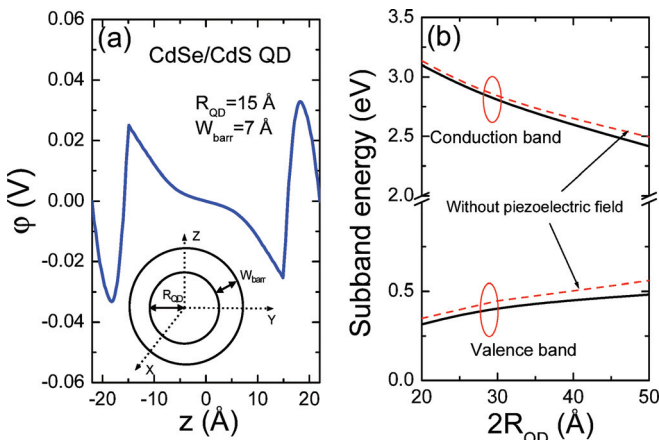 (a)
CdSe/CdS QD
R_QD=15 Å
W_barr=7 Å
φ (V)
0.06
0.04
0.02
0.00
-0.02
-0.04
-0.06
Z
W_barr
R_QD
Y
X
-20
-10
0
10
20
z (Å)
(b)
Subband energy (eV)
3.5
3.0
2.5
2.0
0.5
0.0
Conduction band
Without piezoelectric field
Valence band
20
30
40
50
2R_QD (Å)